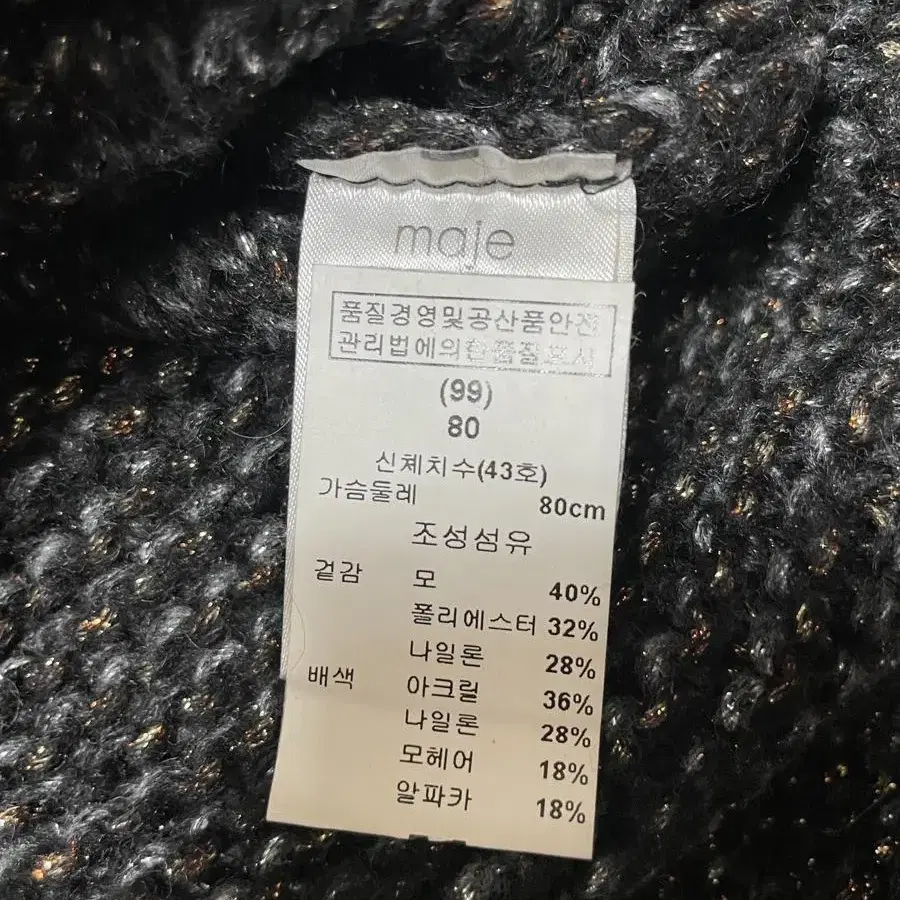 maje
품질경영및공산품안전
관리법에의한품질표시
(99)
80
신체치수(43호)
가슴둘레 80cm
조성섬유
겉감 모 40%
폴리에스터 32%
나일론 28%
배색 아크릴 36%
나일론 28%
모헤어 18%
알파카 18%